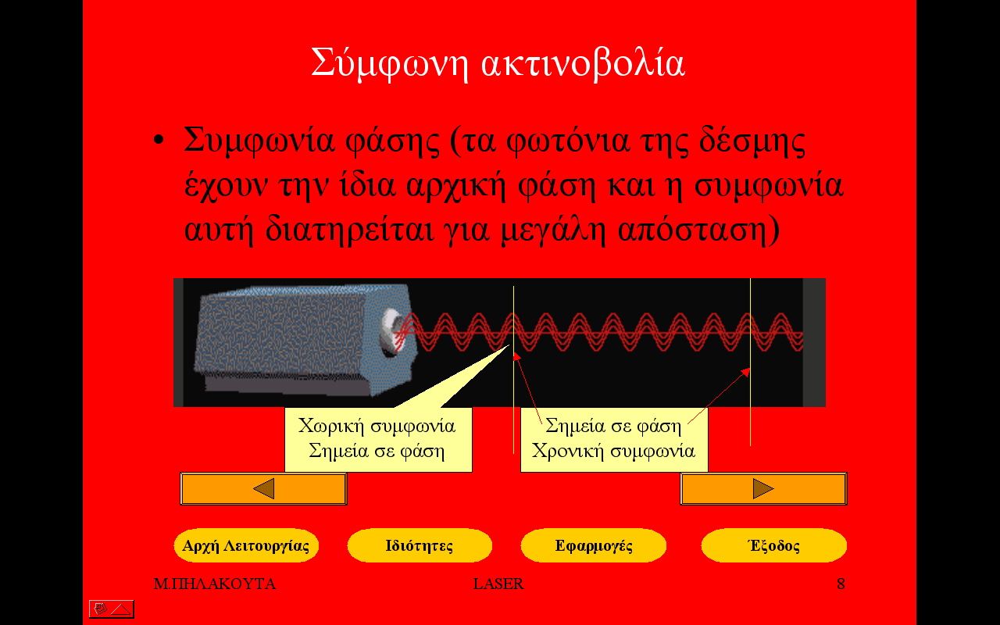 Σύμφωνη ακτινοβολία
• Συμφωνία φάσης (τα φωτόνια της δέσμης
έχουν την ίδια αρχική φάση και η συμφωνία
αυτή διατηρείται για μεγάλη απόσταση)
Χωρική συμφωνία
Σημεία σε φάση
Σημεία σε φάση
Χρονική συμφωνία
Αρχή Λειτουργίας
Ιδιότητες
Εφαρμογές
Έξοδος
Μ.ΠΗΛΑΚΟΥΤΑ
LASER
8